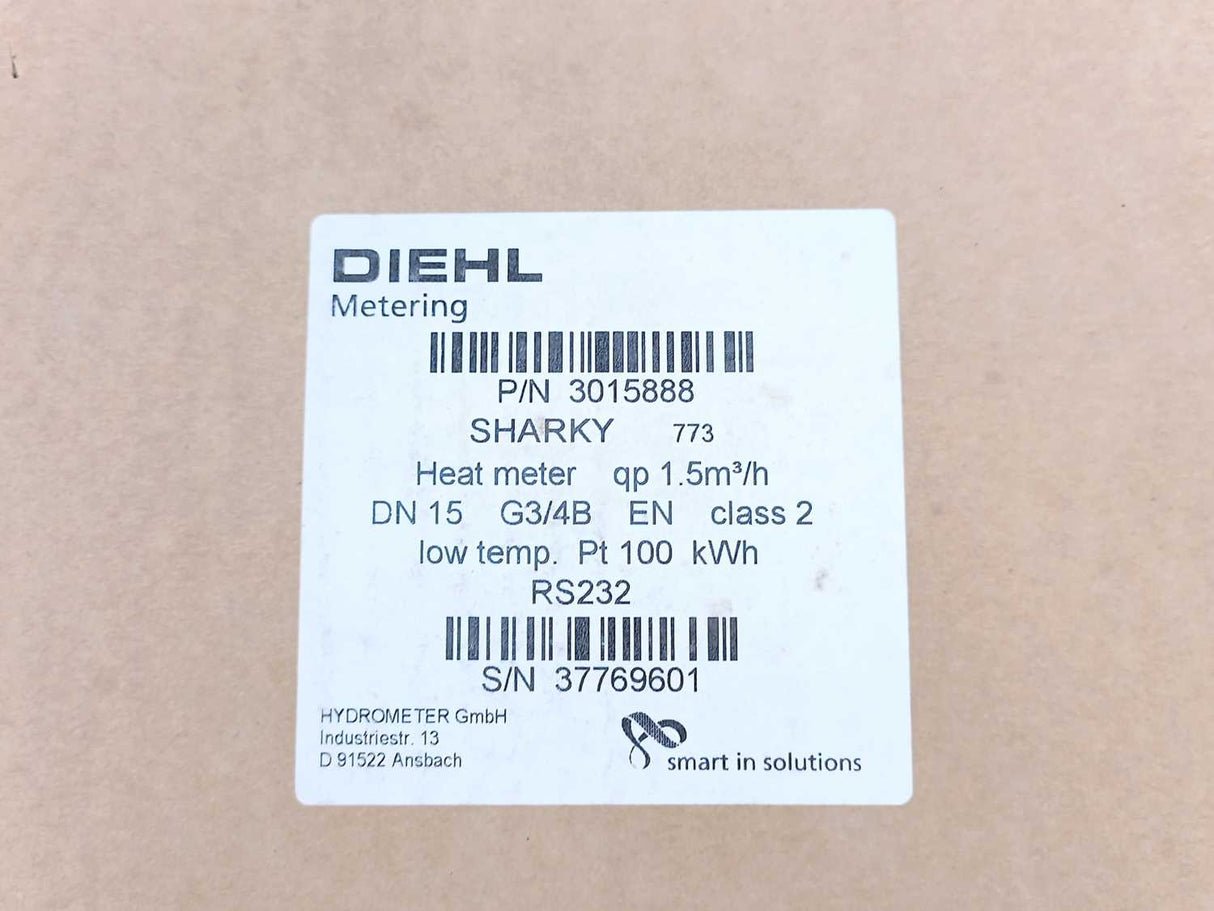 DIEHL
Metering
P/N 3015888
SHARKY 773
Heat meter qp 1.5m³/h
DN 15 G3/4B EN class 2
low temp. Pt 100 kWh
RS232
S/N 37769601
HYDROMETER GmbH
Industriestr. 13
D 91522 Ansbach
smart in solutions